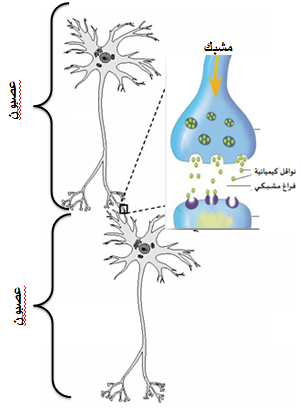 مشبك
عصبون
نواقل كيميائية
فراغ مشبكي
عصبون